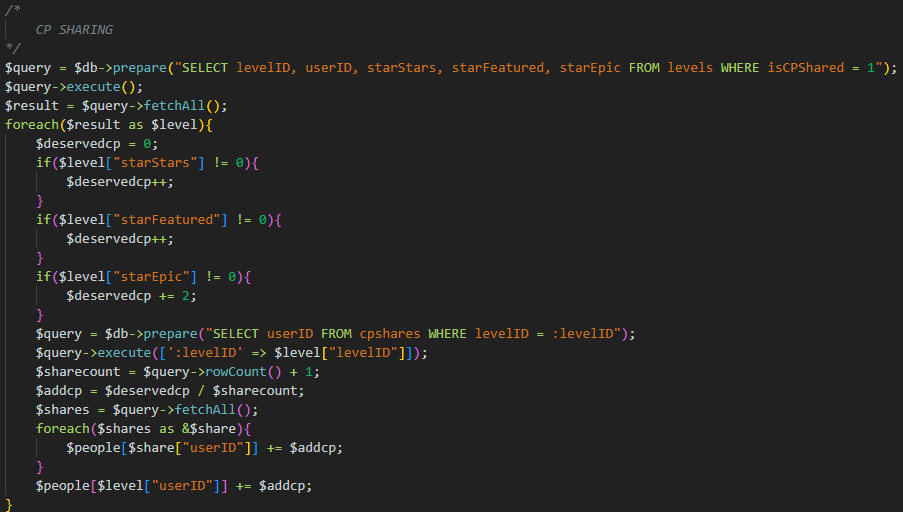 /*
    CP SHARING
*/
$query = $db->prepare("SELECT levelID, userID, starStars, starFeatured, starEpic FROM levels WHERE isCPShared = 1");
$query->execute();
$result = $query->fetchAll();
foreach($result as $level){
    $deservedcp = 0;
    if($level["starStars"] != 0){
        $deservedcp++;
    }
    if($level["starFeatured"] != 0){
        $deservedcp++;
    }
    if($level["starEpic"] != 0){
        $deservedcp += 2;
    }
    $query = $db->prepare("SELECT userID FROM cpshares WHERE levelID = :levelID");
    $query->execute([':levelID' => $level["levelID"]]);
    $sharecount = $query->rowCount() + 1;
    $addcp = $deservedcp / $sharecount;
    $shares = $query->fetchAll();
    foreach($shares as &$share){
        $people[$share["userID"]] += $addcp;
    }
    $people[$level["userID"]] += $addcp;
}